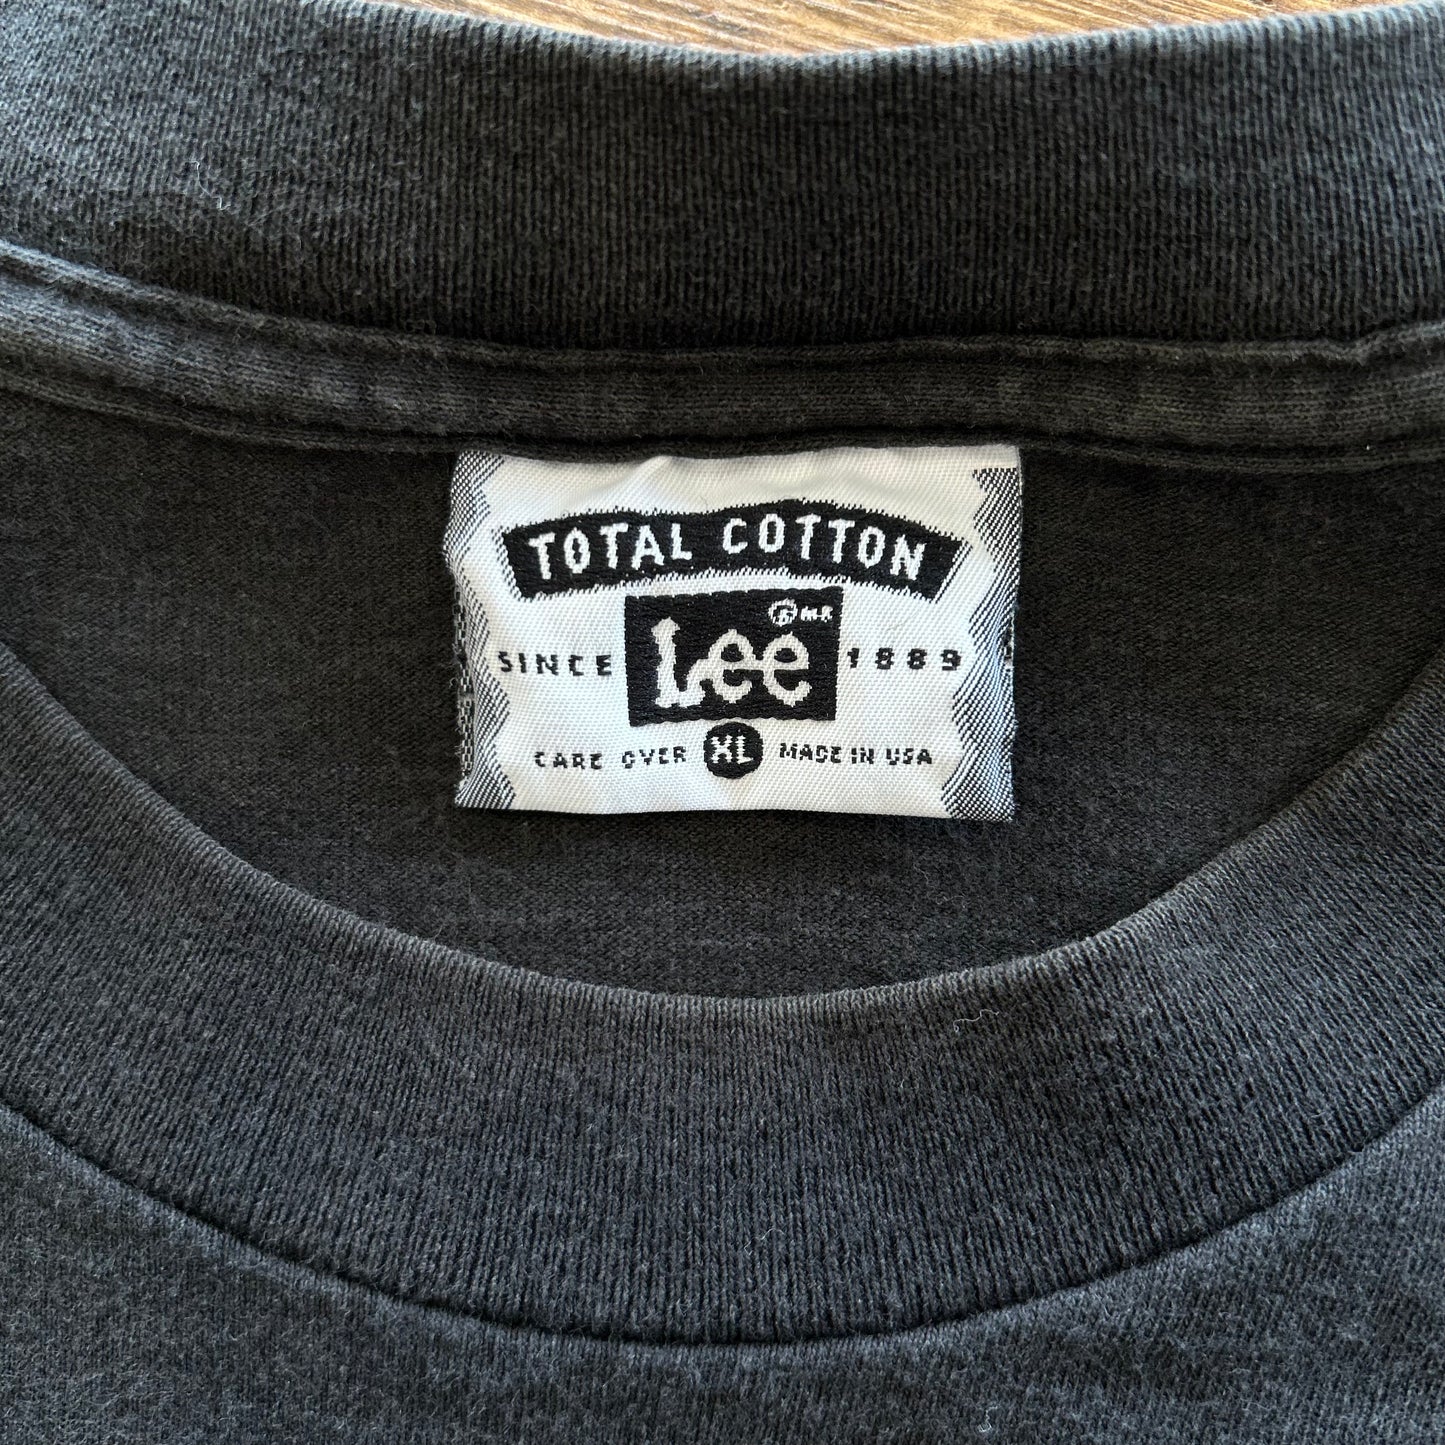 TOTAL COTTON
® M.R.
SINCE Lee 1889
CARE OVER XL MADE IN USA